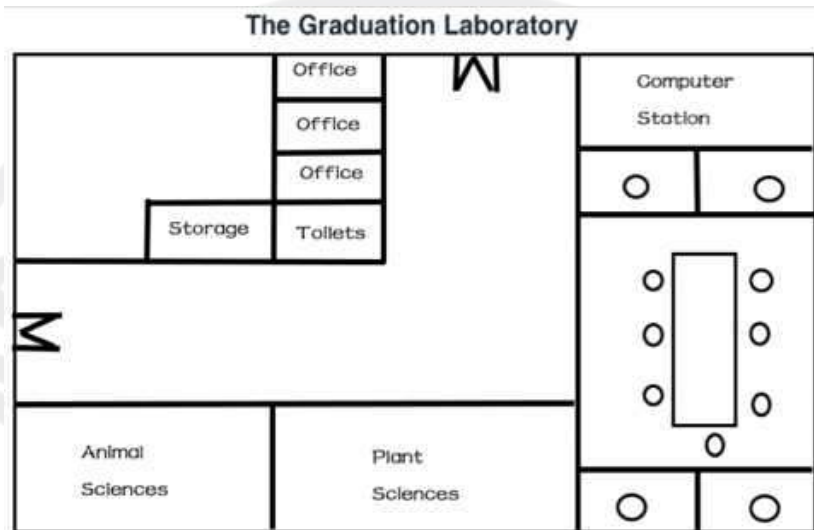 The Graduation Laboratory
Office
Computer
Station
Office
Office
Storage
Toilets
Animal
Sciences
Plant
Sciences